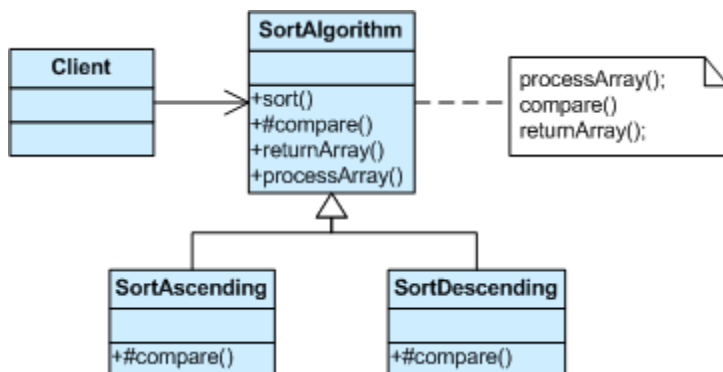 SortAlgorithm
Client
+sort()
+#compare()
+returnArray()
+processArray()
processArray();
compare()
returnArray();
SortAscending
+#compare()
SortDescending
+#compare()